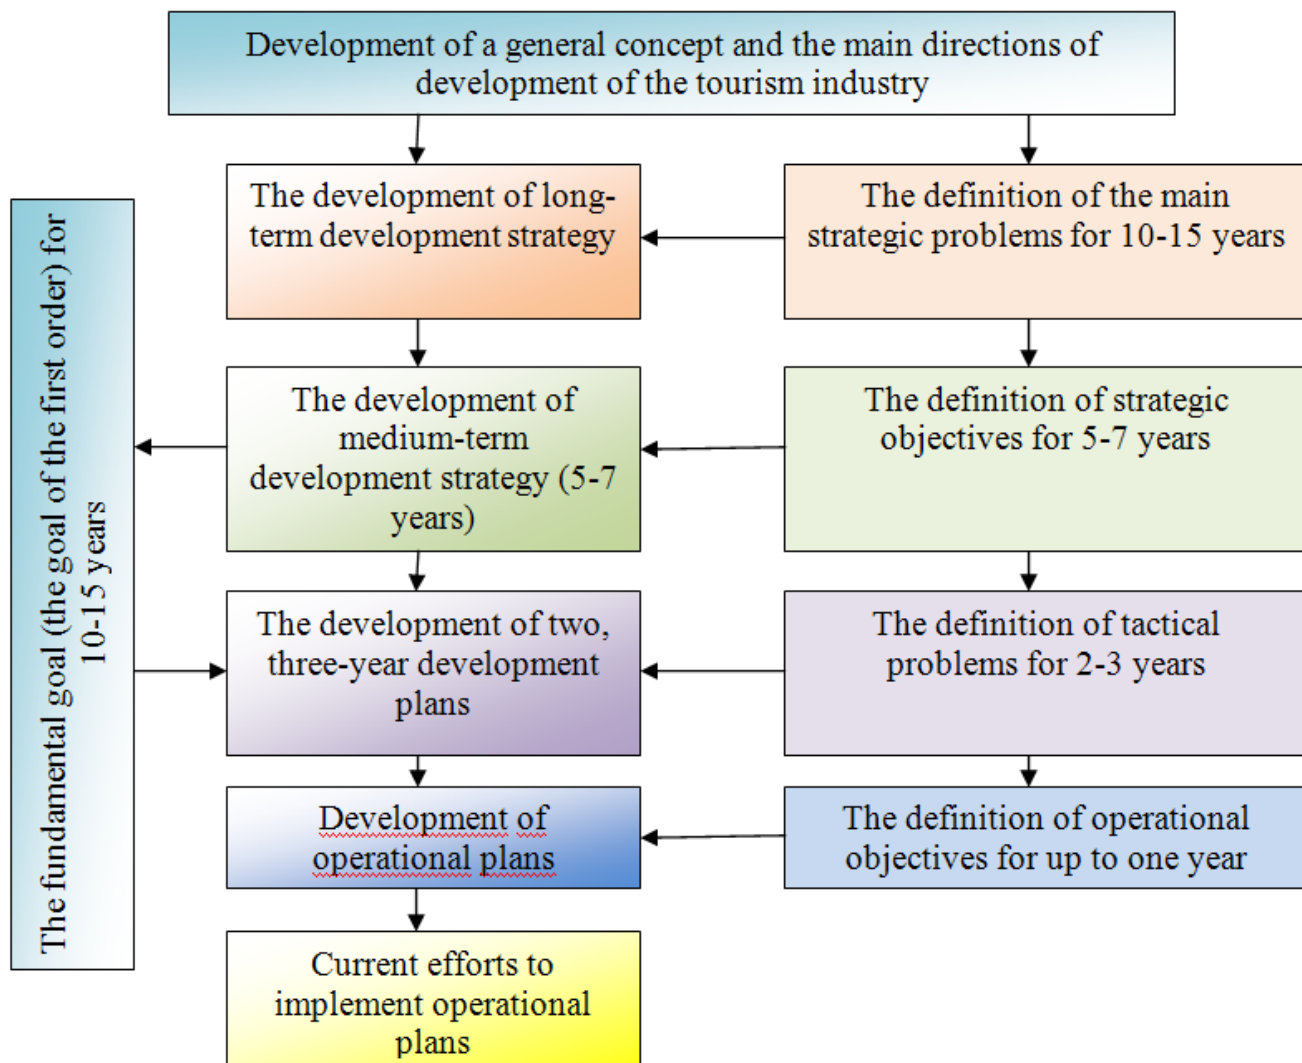 Development of a general concept and the main directions of
development of the tourism industry
The fundamental goal (the goal of the first order) for
10-15 years
The development of long-
term development strategy
The definition of the main
strategic problems for 10-15 years
The development of
medium-term
development strategy (5-7
years)
The definition of strategic
objectives for 5-7 years
The development of two,
three-year development
plans
The definition of tactical
problems for 2-3 years
Development of
operational plans
The definition of operational
objectives for up to one year
Current efforts to
implement operational
plans